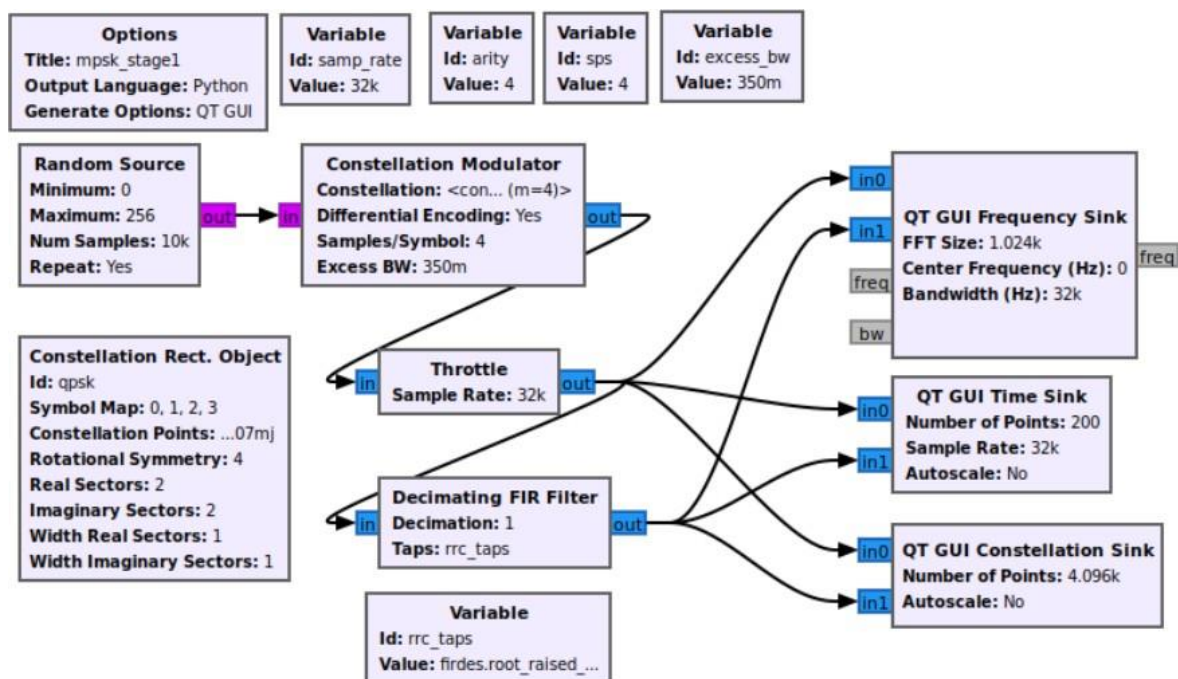 Options
Title: mpsk_stage1
Output Language: Python
Generate Options: QT GUI
Variable
Id: samp_rate
Value: 32k
Variable
Id: arity
Value: 4
Variable
Id: sps
Value: 4
Variable
Id: excess_bw
Value: 350m
Random Source
Minimum: 0
Maximum: 256
Num Samples: 10k
Repeat: Yes
out
in
Constellation Modulator
Constellation: <con... (m=4)>
Differential Encoding: Yes
Samples/Symbol: 4
Excess BW: 350m
out
in0
in1
freq
bw
QT GUI Frequency Sink
FFT Size: 1.024k
Center Frequency (Hz): 0
Bandwidth (Hz): 32k
freq
Constellation Rect. Object
Id: qpsk
Symbol Map: 0, 1, 2, 3
Constellation Points: ...07mj
Rotational Symmetry: 4
Real Sectors: 2
Imaginary Sectors: 2
Width Real Sectors: 1
Width Imaginary Sectors: 1
in
Throttle
Sample Rate: 32k
out
in0
in1
QT GUI Time Sink
Number of Points: 200
Sample Rate: 32k
Autoscale: No
in
Decimating FIR Filter
Decimation: 1
Taps: rrc_taps
out
in0
in1
QT GUI Constellation Sink
Number of Points: 4.096k
Autoscale: No
Variable
Id: rrc_taps
Value: firdes.root_raised_...